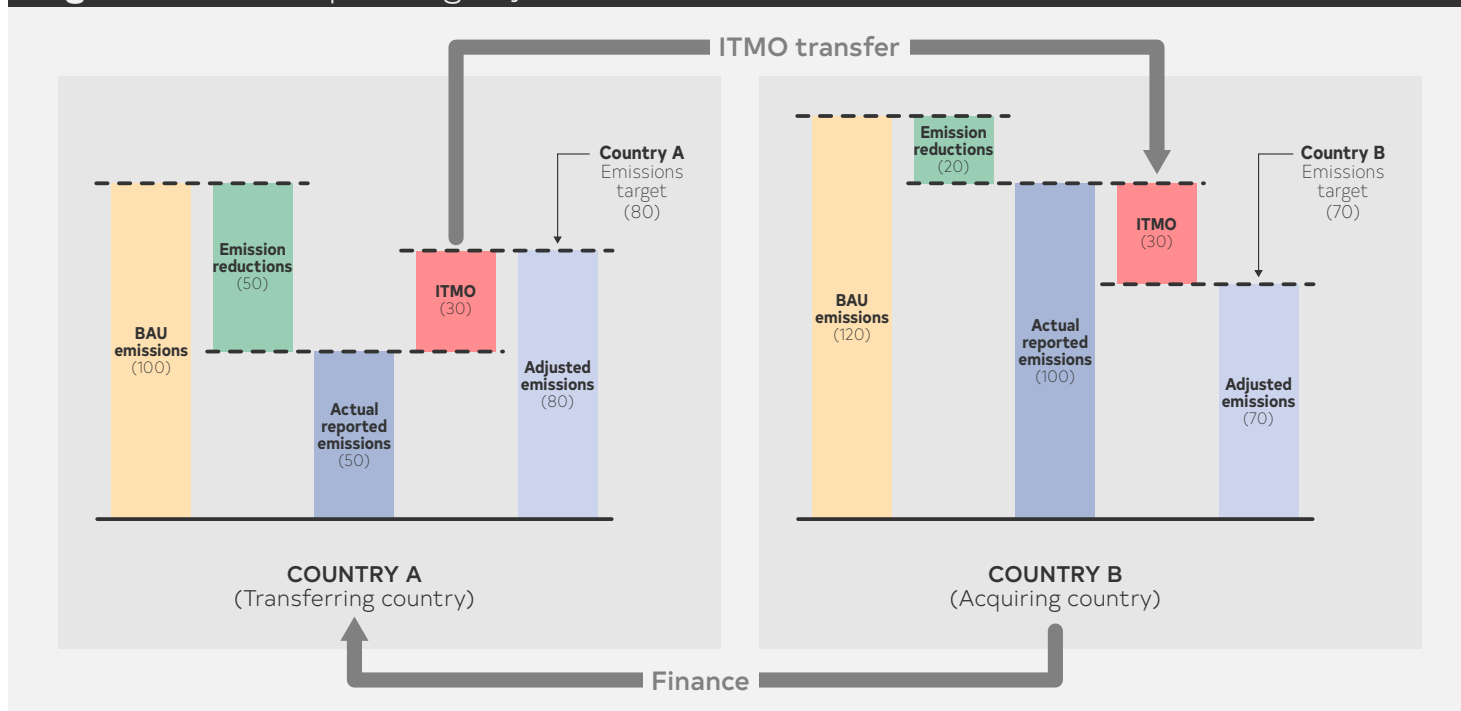 ITMO transfer
Country A
Emissions
target
(80)
BAU
emissions
(100)
Emission
reductions
(50)
Actual
reported
emissions
(50)
ITMO
(30)
Adjusted
emissions
(80)
COUNTRY A
(Transferring country)
Country B
Emissions
target
(70)
BAU
emissions
(120)
Emission
reductions
(20)
Actual
reported
emissions
(100)
ITMO
(30)
Adjusted
emissions
(70)
COUNTRY B
(Acquiring country)
Finance